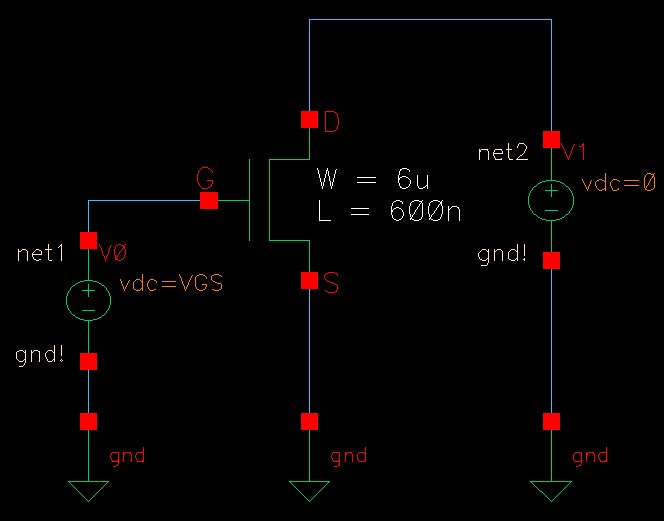 D
net2
V1
G
W = 6u
vdc=0
L = 600n
net1
V0
gnd!
vdc=VGS
S
gnd!
gnd
gnd
gnd